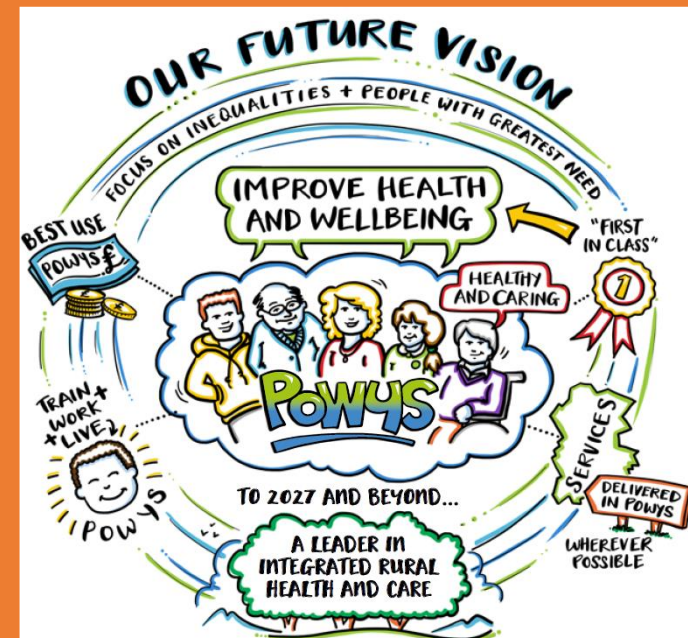 OUR FUTURE VISION
FOCUS ON INEQUALITIES + PEOPLE WITH GREATEST NEED
IMPROVE HEALTH
AND WELLBEING
BEST USE
POWYS £
"FIRST
IN CLASS"
1
HEALTHY
AND CARING
POWYS
TRAIN +
WORK +
+ LIVE
POWYS
SERVICES
DELIVERED
IN POWYS
WHEREVER
POSSIBLE
TO 2027 AND BEYOND...
A LEADER IN
INTEGRATED RURAL
HEALTH AND CARE